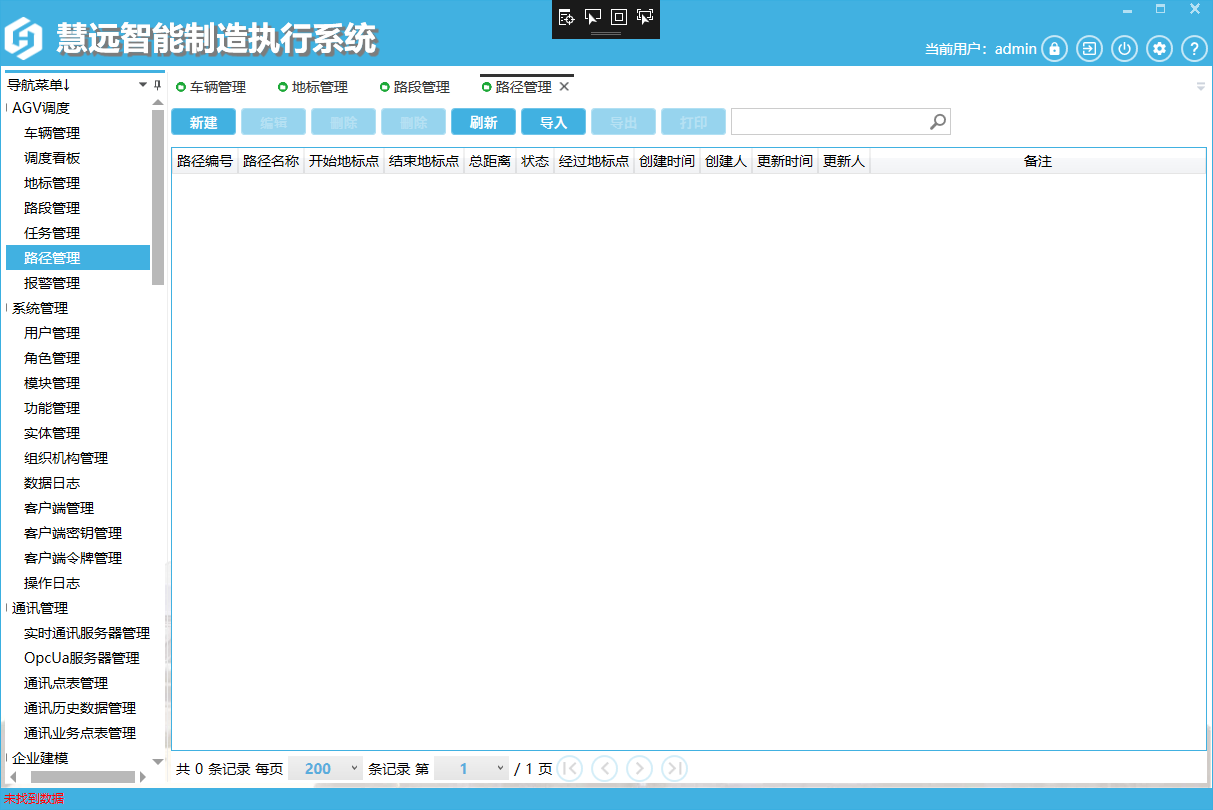 慧远智能制造执行系统
当前用户：admin
导航菜单↓
AGV调度
车辆管理
调度看板
地标管理
路段管理
任务管理
路径管理
报警管理
系统管理
用户管理
角色管理
模块管理
功能管理
实体管理
组织机构管理
数据日志
客户端管理
客户端密钥管理
客户端令牌管理
操作日志
通讯管理
实时通讯服务器管理
OpcUa服务器管理
通讯点表管理
通讯历史数据管理
通讯业务点表管理
企业建模
车辆管理 地标管理 路段管理 路径管理
新建 编辑 删除 删除 刷新 导入 导出 打印
路径编号 路径名称 开始地标点 结束地标点 总距离 状态 经过地标点 创建时间 创建人 更新时间 更新人 备注
共 0 条记录 每页 200 条记录 第 1 / 1 页
未找到数据